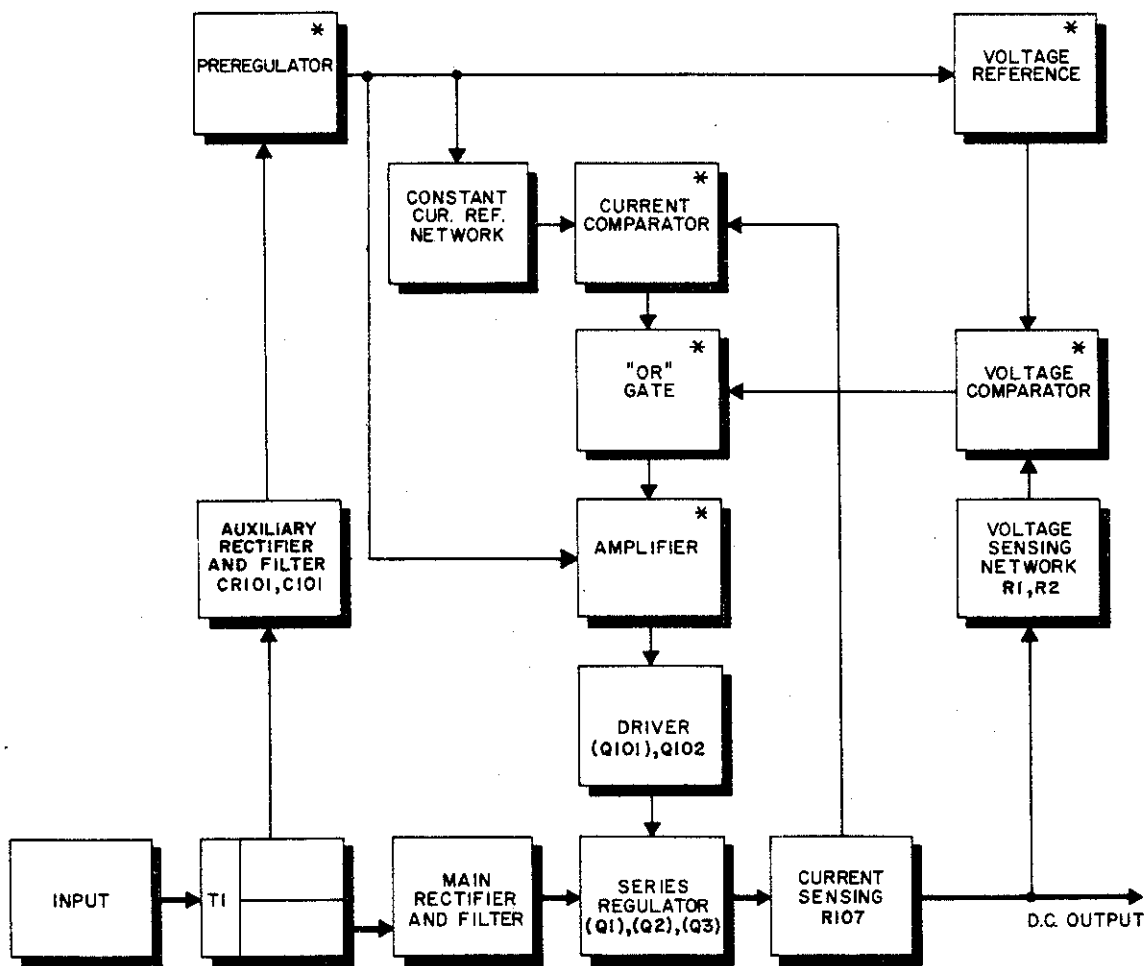 *
PREREGULATOR
*
VOLTAGE
REFERENCE
CONSTANT
CUR. REF.
NETWORK
*
CURRENT
COMPARATOR
*
"OR"
GATE
*
VOLTAGE
COMPARATOR
AUXILIARY
RECTIFIER
AND FILTER
CR101,C101
*
AMPLIFIER
VOLTAGE
SENSING
NETWORK
R1,R2
DRIVER
(Q101),Q102
INPUT
T1
MAIN
RECTIFIER
AND FILTER
SERIES
REGULATOR
(Q1),(Q2),(Q3)
CURRENT
SENSING
R107
D.C. OUTPUT